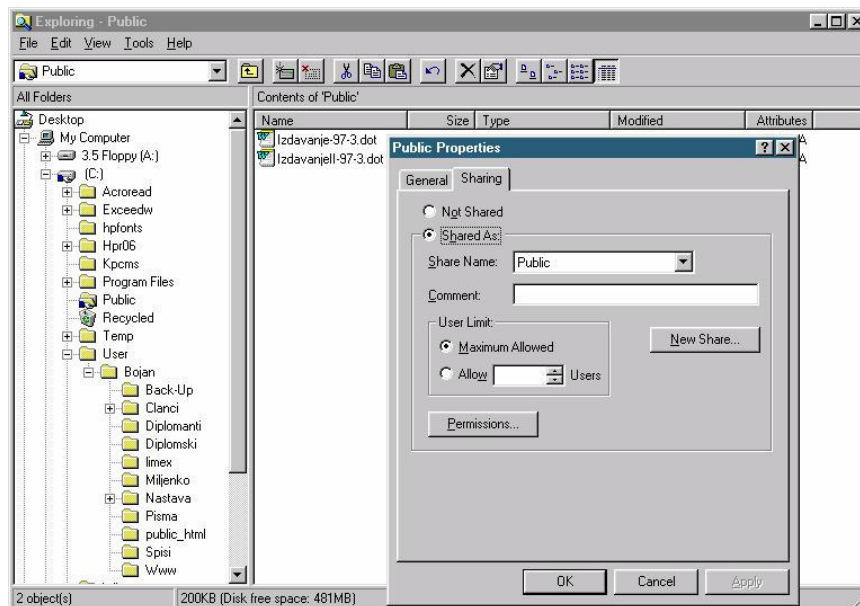 Exploring - Public
File Edit View Tools Help
Public
All Folders
Contents of 'Public'
Name Size Type Modified Attributes
Desktop
My Computer
3.5 Floppy (A:)
(C:)
Acroread
Exceedw
hpfonts
Hpr06
Kpcms
Program Files
Public
Recycled
Temp
User
Bojan
Back-Up
Clanci
Diplomanti
Diplomski
limex
Miljenko
Nastava
Pisma
public_html
Spisi
Www
Izdavanje-97-3.dot
IzdavanjeII-97-3.dot
A
A
Public Properties
General Sharing
Not Shared
Shared As:
Share Name: Public
Comment:
User Limit:
Maximum Allowed
Allow Users
New Share...
Permissions...
OK Cancel Apply
2 object(s) 200KB (Disk free space: 481MB)